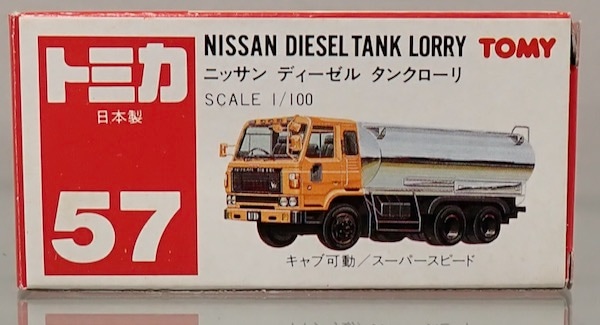 トミカ
日本製
57
NISSAN DIESEL TANK LORRY TOMY
ニッサン ディーゼル タンクローリ
SCALE 1/100
NISSAN DIESEL
キャブ可動/スーパースピード